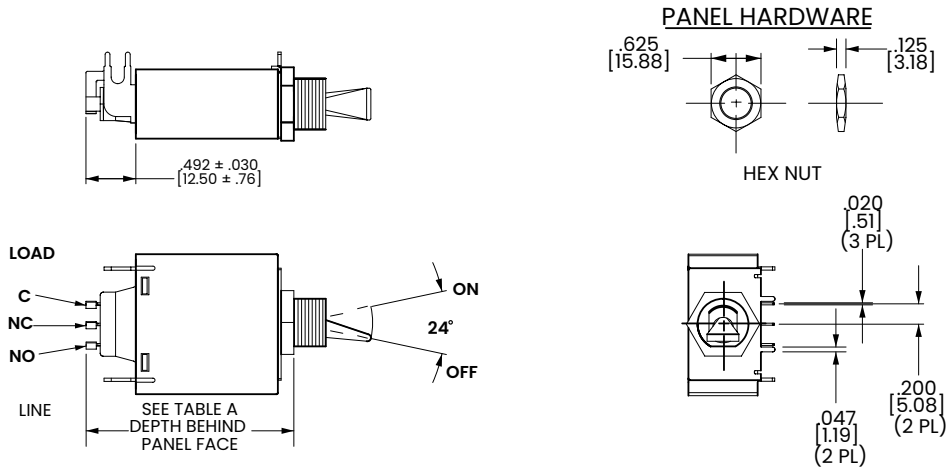 PANEL HARDWARE
.625
[15.88]
.125
[3.18]
HEX NUT
.492 ± .030
[12.50 ± .76]
LOAD
C
NC
NO
LINE
SEE TABLE A
DEPTH BEHIND
PANEL FACE
ON
24°
OFF
.020
[.51]
(3 PL)
.200
[5.08]
(2 PL)
.047
[1.19]
(2 PL)